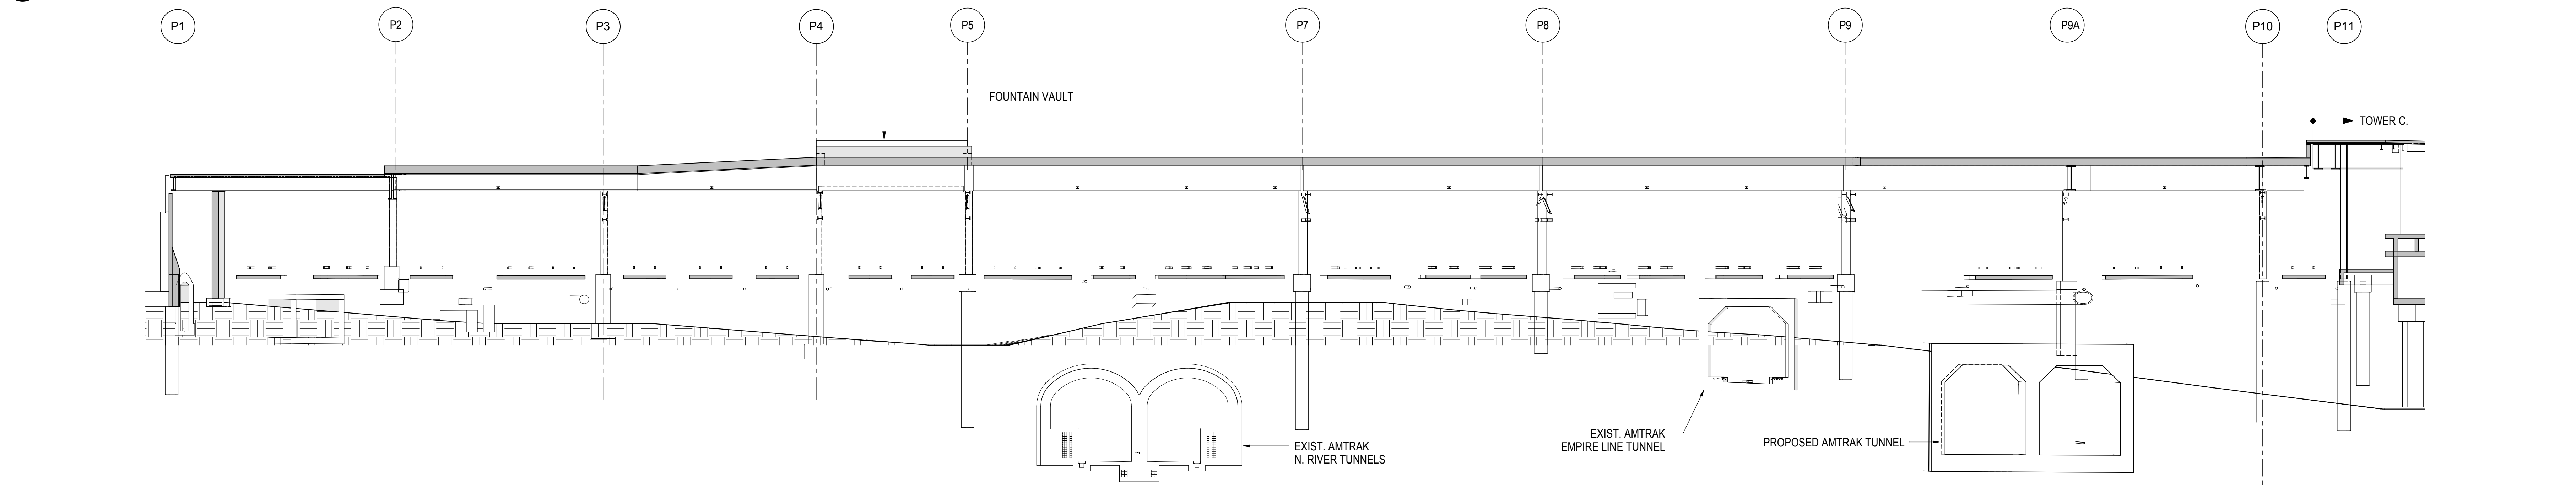 P1
P2
P3
P4
P5
P7
P8
P9
P9A
P10
P11
FOUNTAIN VAULT
TOWER C.
EXIST. AMTRAK
N. RIVER TUNNELS
EXIST. AMTRAK
EMPIRE LINE TUNNEL
PROPOSED AMTRAK TUNNEL